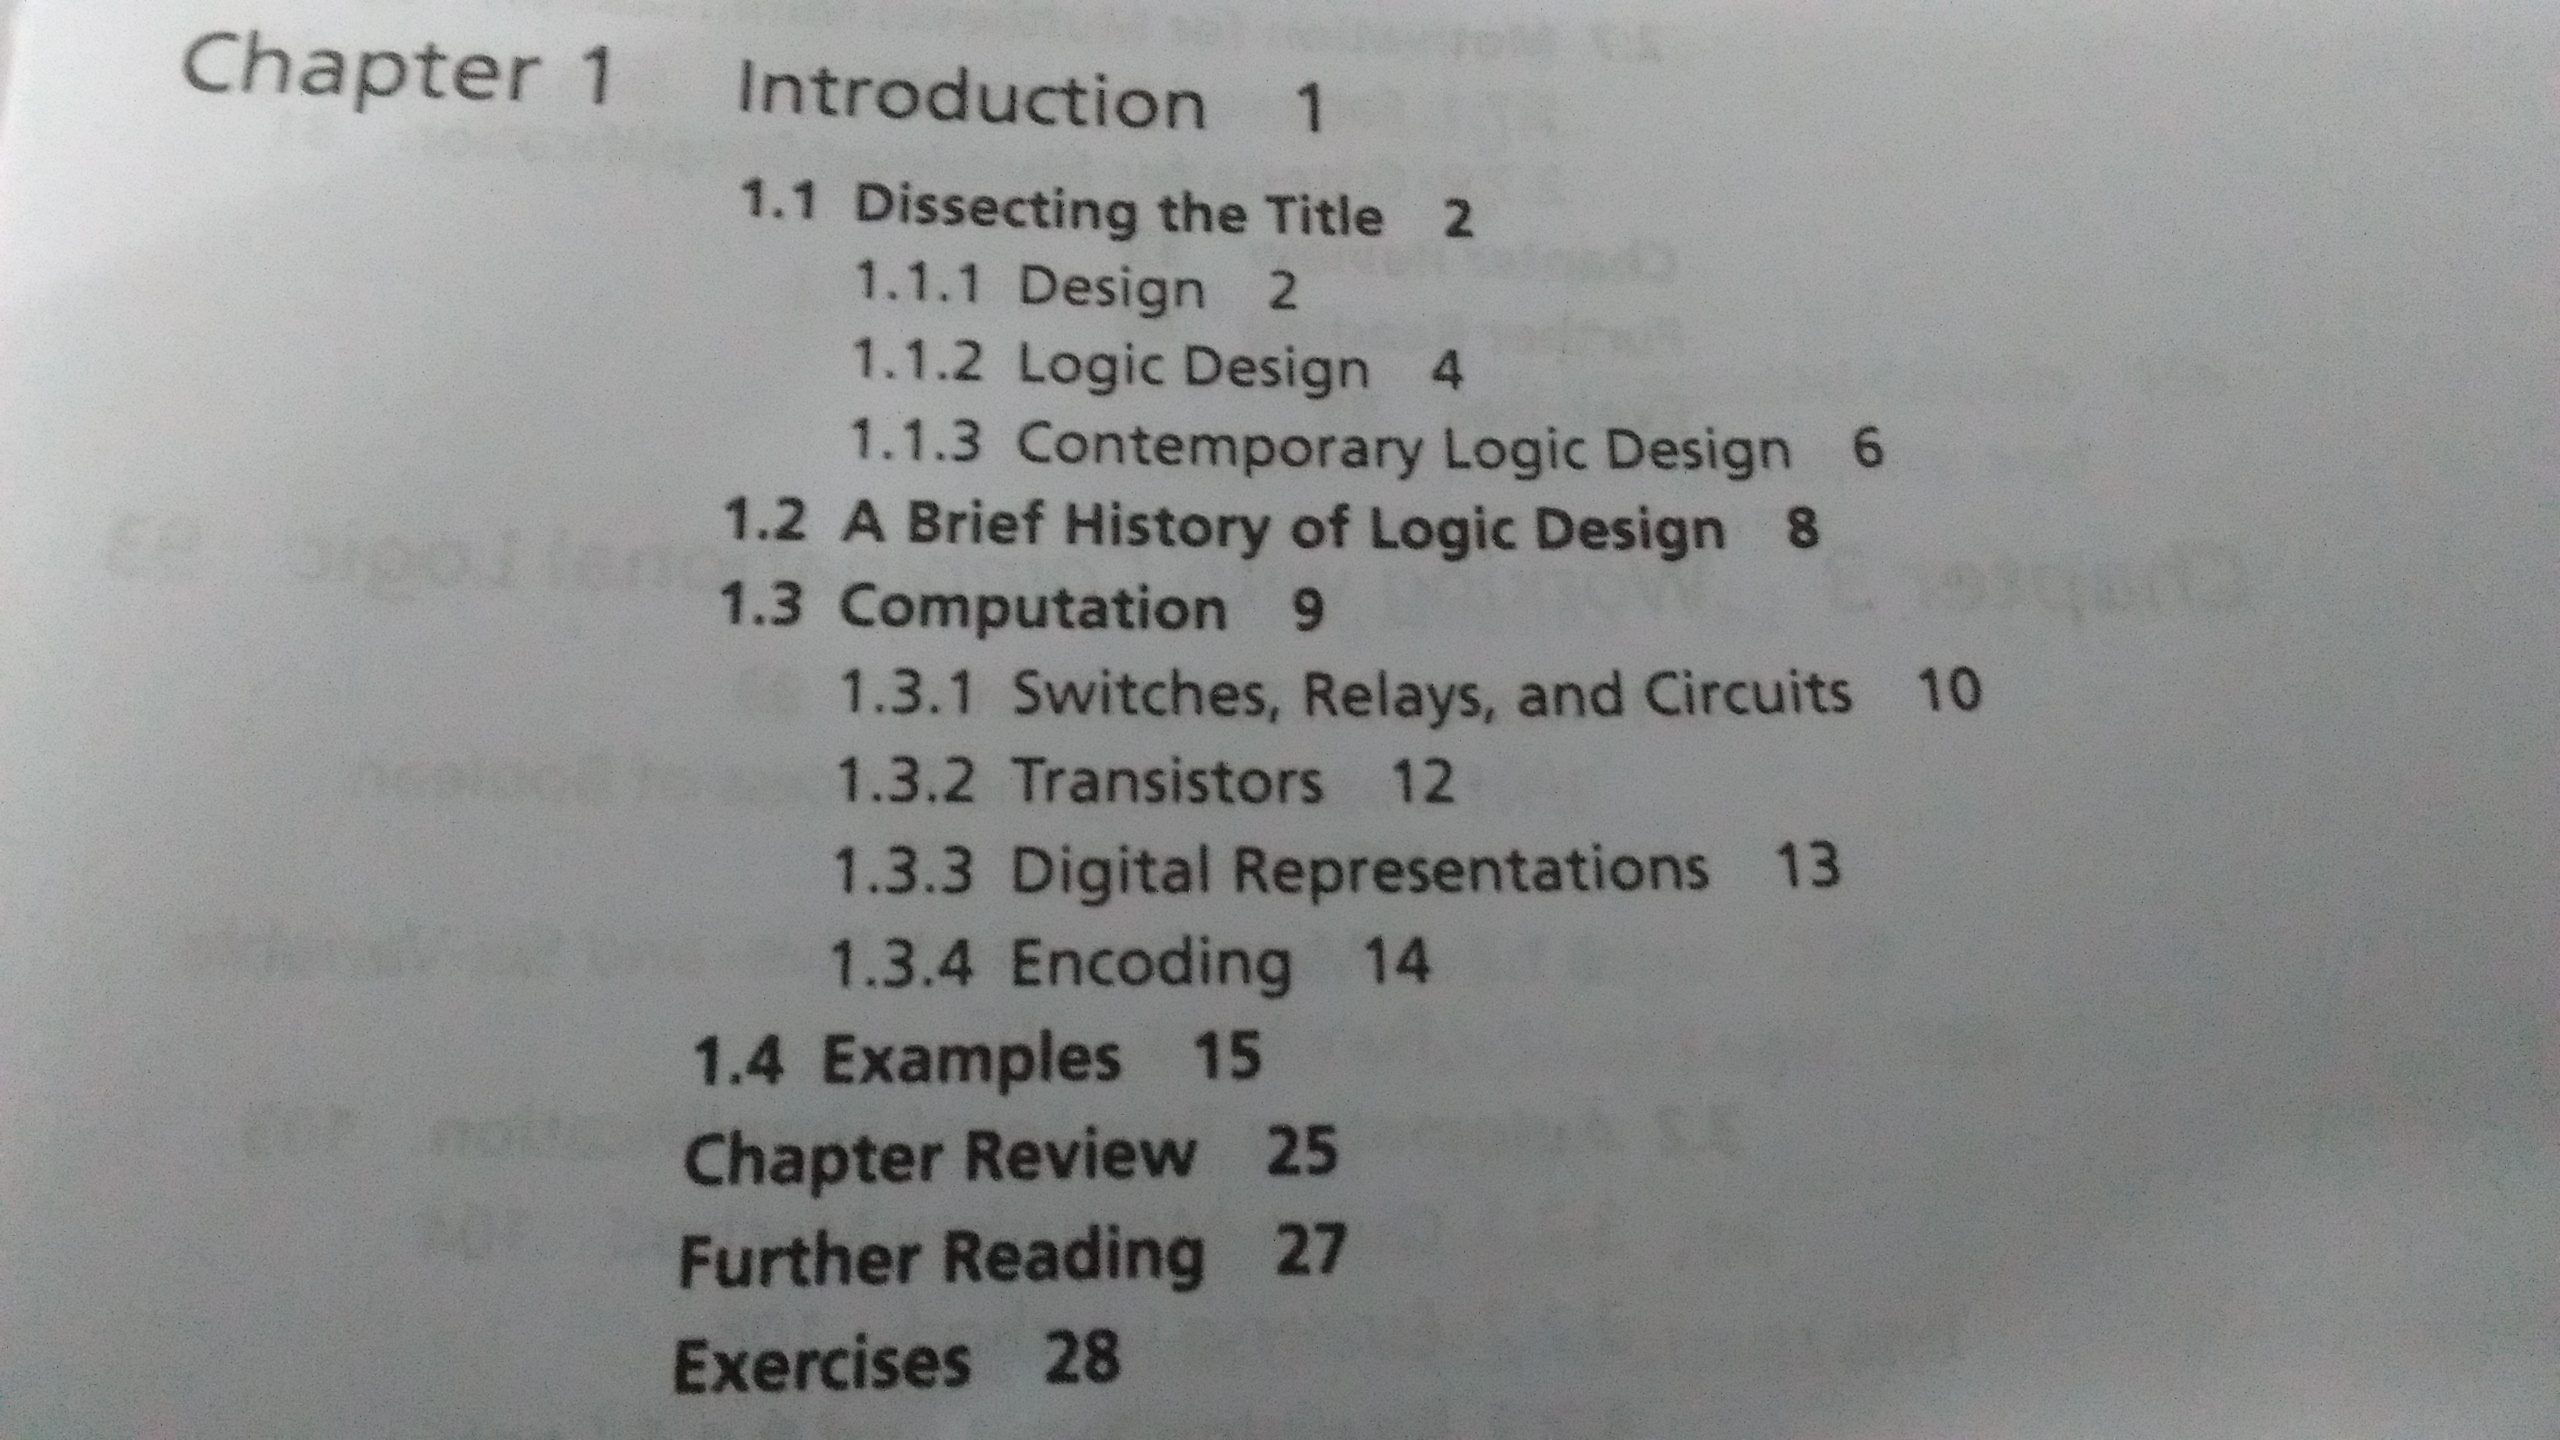 Chapter 1 Introduction 1
1.1 Dissecting the Title 2
1.1.1 Design 2
1.1.2 Logic Design 4
1.1.3 Contemporary Logic Design 6
1.2 A Brief History of Logic Design 8
1.3 Computation 9
1.3.1 Switches, Relays, and Circuits 10
1.3.2 Transistors 12
1.3.3 Digital Representations 13
1.3.4 Encoding 14
1.4 Examples 15
Chapter Review 25
Further Reading 27
Exercises 28